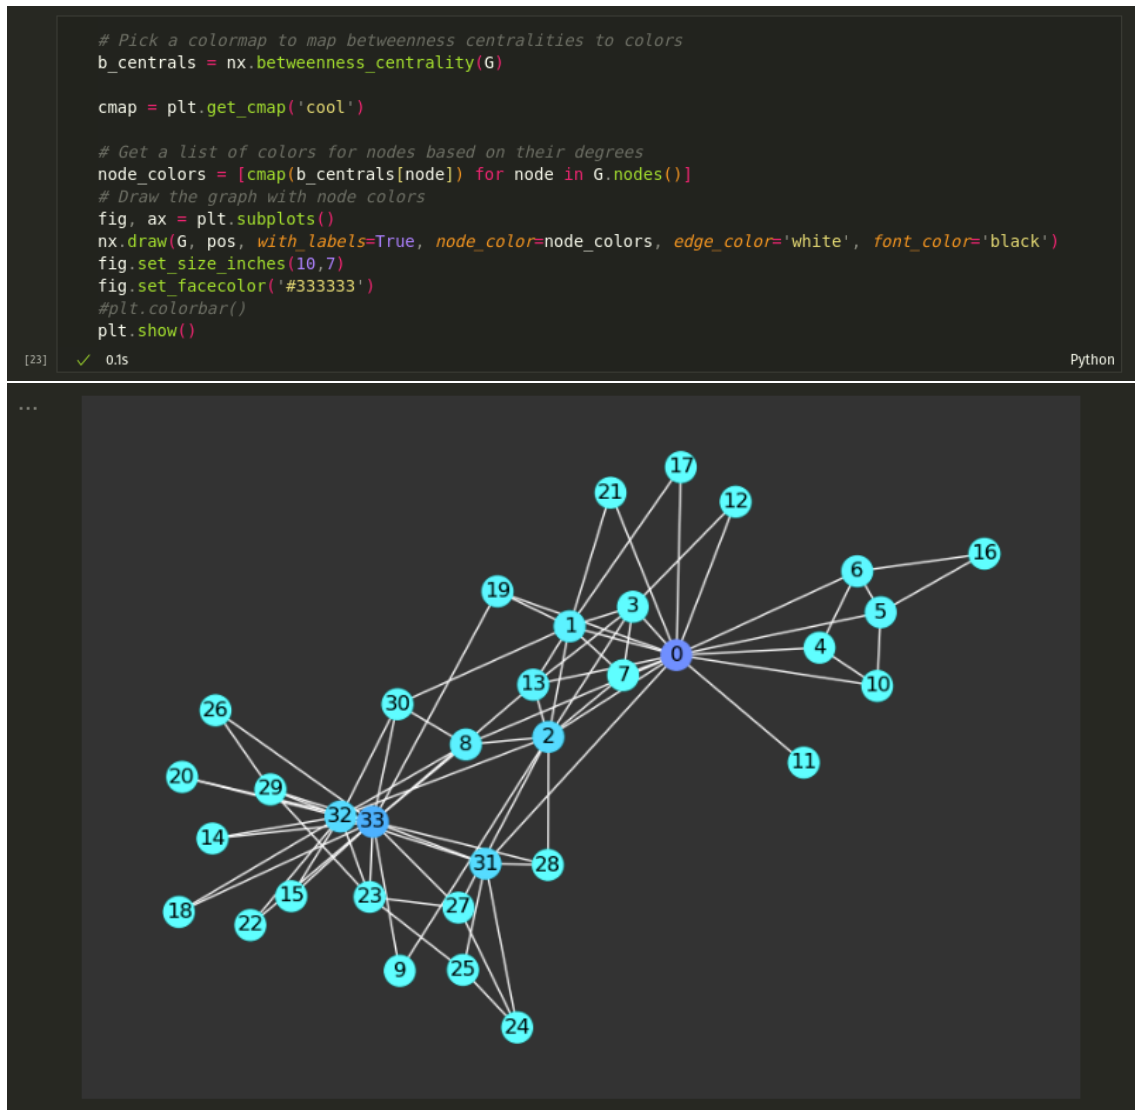 # Pick a colormap to map betweenness centralities to colors
b_centrals = nx.betweenness_centrality(G)
cmap = plt.get_cmap('cool')
# Get a list of colors for nodes based on their degrees
node_colors = [cmap(b_centrals[node]) for node in G.nodes()]
# Draw the graph with node colors
fig, ax = plt.subplots()
nx.draw(G, pos, with_labels=True, node_color=node_colors, edge_color='white', font_color='black')
fig.set_size_inches(10,7)
fig.set_facecolor('#333333')
#plt.colorbar()
plt.show()
[23] ✓ 0.1s Python
...
17
21
12
16
6
19
3
5
1
4
0
7
13
10
30
26
2
8
11
20
29
32
33
14
31
28
15
23
27
18
22
9
25
24